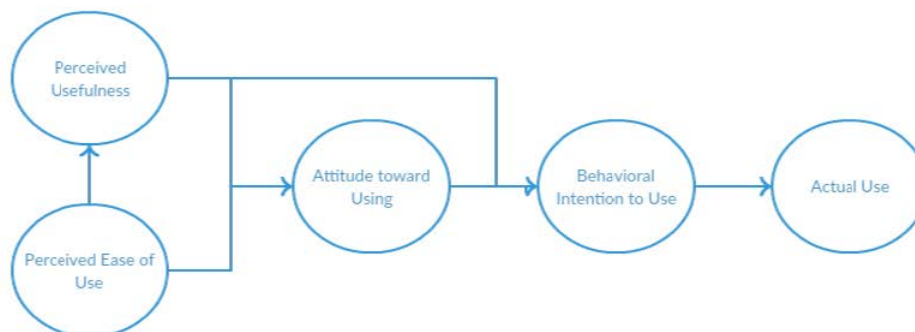 Perceived
Usefulness
Attitude toward
Using
Behavioral
Intention to Use
Actual Use
Perceived Ease of
Use